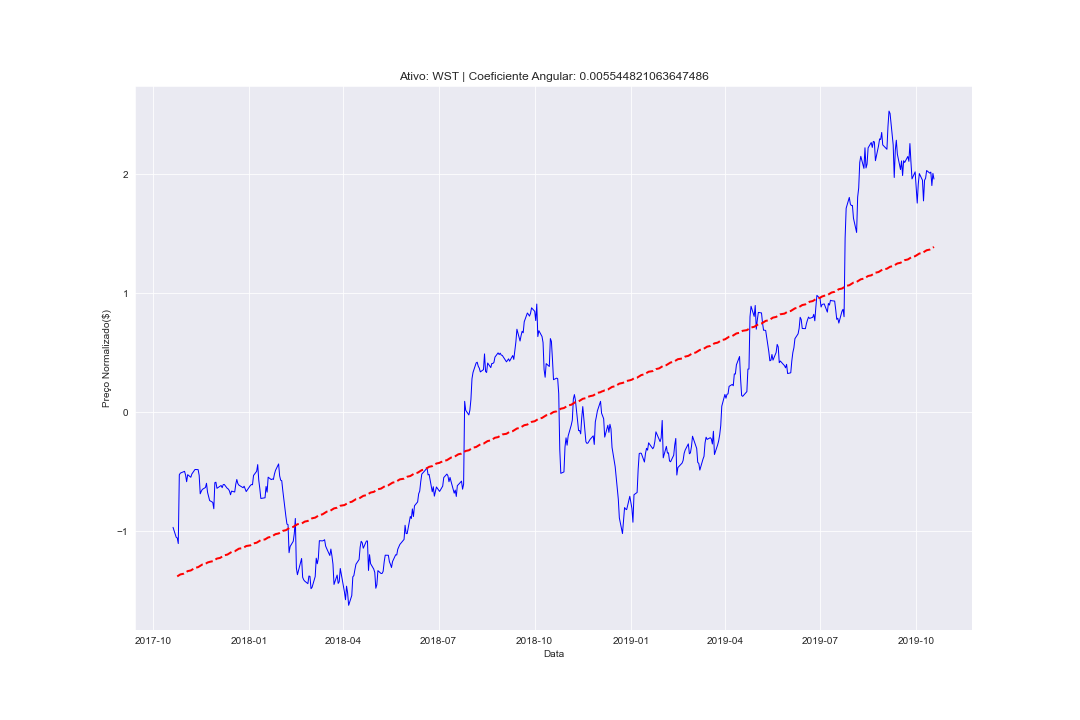 Ativo: WST | Coeficiente Angular: 0.005544821063647486
2
1
0
−1
Preço Normalizado($)
2017-10 2018-01 2018-04 2018-07 2018-10 2019-01 2019-04 2019-07 2019-10
Data